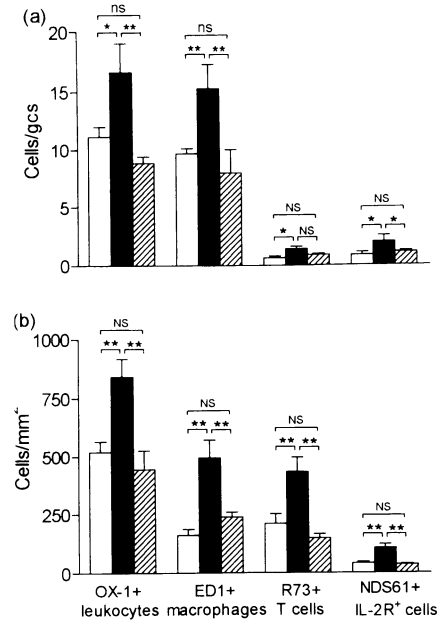 (a)
ns
* **
ns
** **
NS
* NS
NS
* *
20
15
10
5
0
Cells/gcs
(b)
NS
** **
NS
** **
NS
** **
NS
** **
1000
750
500
250
0
Cells/mm²
OX-1+ ED1+ R73+ NDS61+
leukocytes macrophages T cells IL-2R⁺ cells